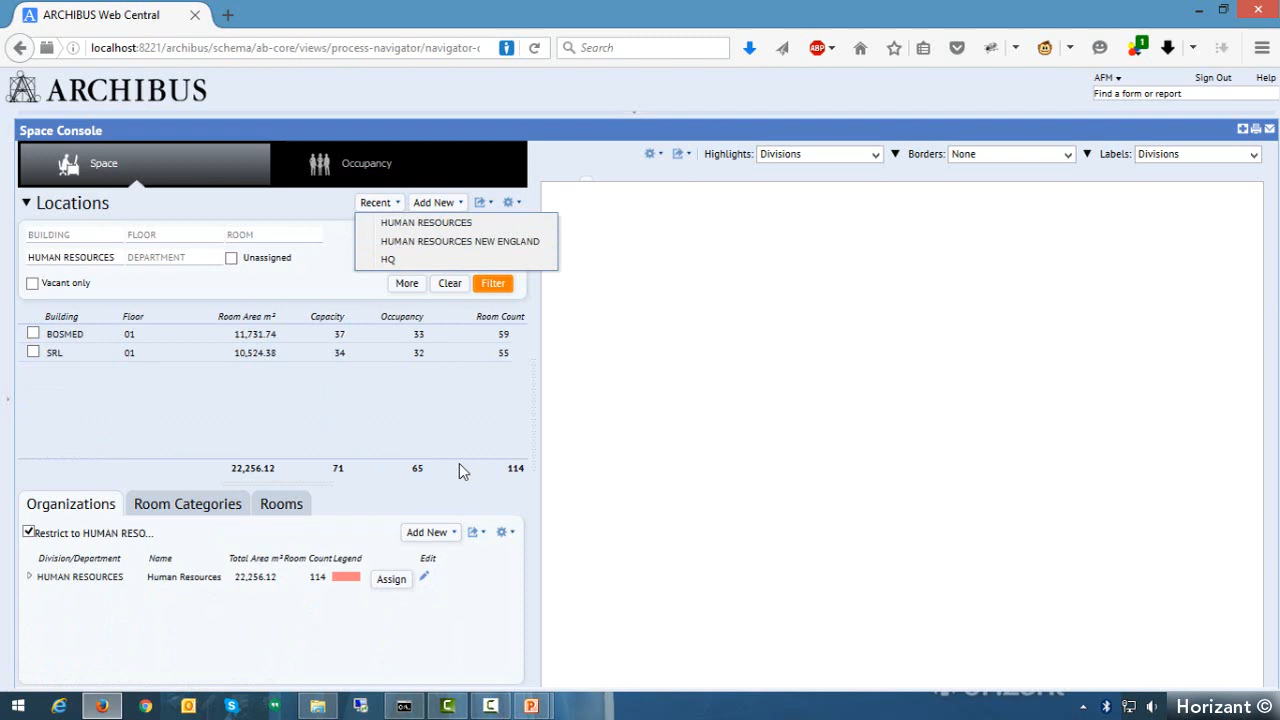 ARCHIBUS Web Central
localhost:8221/archibus/schema/ab-core/views/process-navigator/navigator-c
Search
ABP
1
ARCHIBUS
AFM Sign Out Help
Find a form or report
Space Console
Space
Occupancy
Highlights: Divisions
Borders: None
Labels: Divisions
Locations
Recent
Add New
HUMAN RESOURCES
HUMAN RESOURCES NEW ENGLAND
HQ
BUILDING FLOOR ROOM
HUMAN RESOURCES DEPARTMENT Unassigned
Vacant only
More Clear Filter
Building Floor Room Area m² Capacity Occupancy Room Count
BOSMED 01 11,731.74 37 33 59
SRL 01 10,524.38 34 32 55
22,256.12 71 65 114
Organizations Room Categories Rooms
Restrict to HUMAN RESO...
Add New
Division/Department Name Total Area m² Room Count Legend Edit
HUMAN RESOURCES Human Resources 22,256.12 114 Assign
Horizant ©